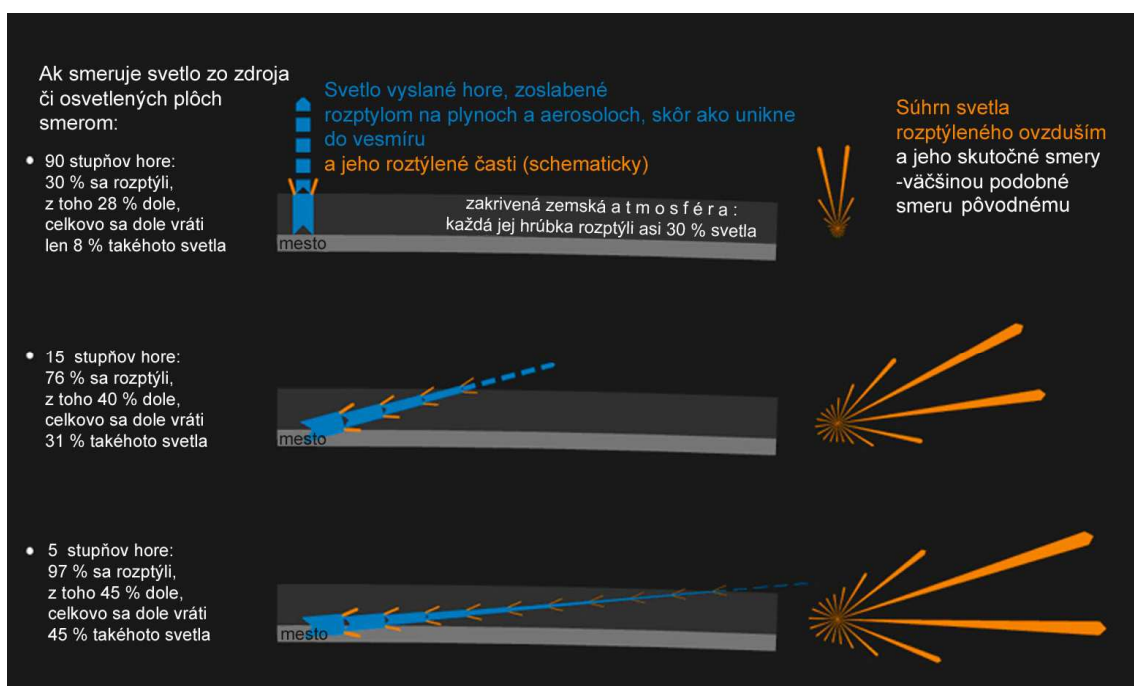 Ak smeruje svetlo zo zdroja
či osvetlených plôch
smerom:
90 stupňov hore:
30 % sa rozptýli,
z toho 28 % dole,
celkovo sa dole vráti
len 8 % takéhoto svetla
Svetlo vyslané hore, zoslabené
rozptylom na plynoch a aerosoloch, skôr ako unikne
do vesmíru
a jeho roztýlené časti (schematicky)
zakrivená zemská a t m o s f é r a :
každá jej hrúbka rozptýli asi 30 % svetla
mesto
Súhrn svetla
rozptýleného ovzduším
a jeho skutočné smery
-väčšinou podobné
smeru pôvodnému
15 stupňov hore:
76 % sa rozptýli,
z toho 40 % dole,
celkovo sa dole vráti
31 % takéhoto svetla
mesto
5 stupňov hore:
97 % sa rozptýli,
z toho 45 % dole,
celkovo sa dole vráti
45 % takéhoto svetla
mesto